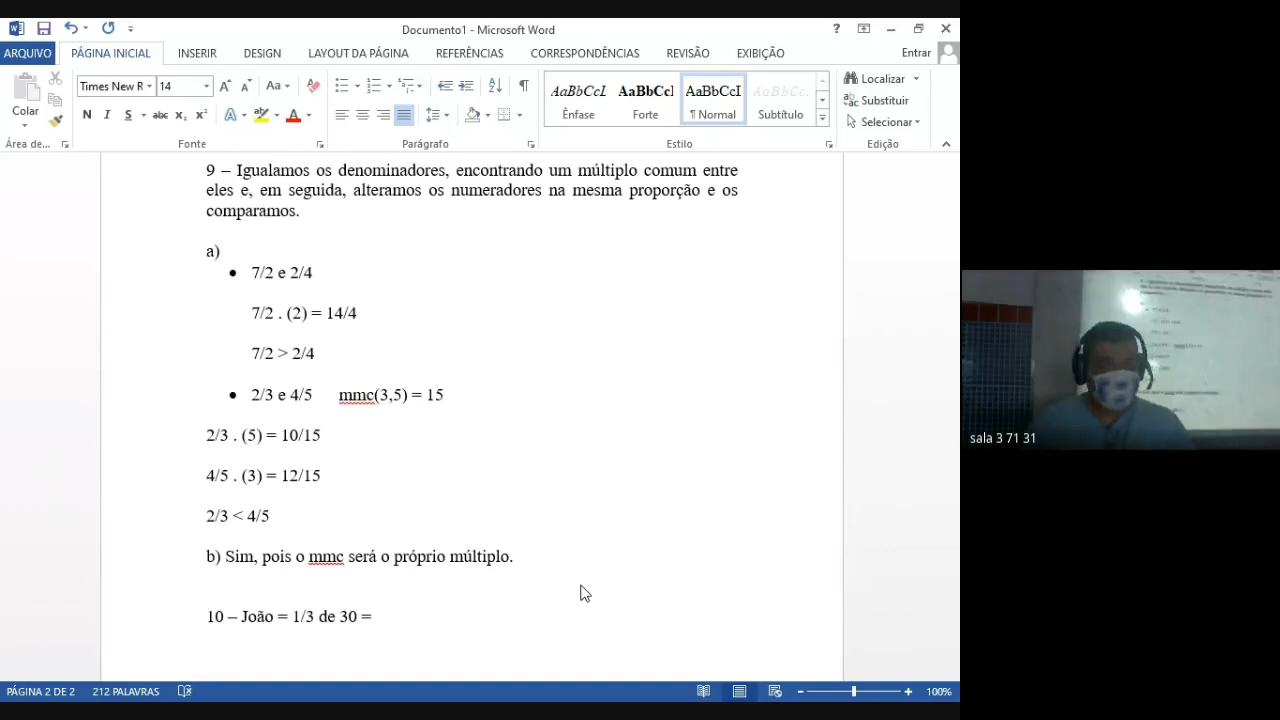 Documento1 - Microsoft Word
?
ARQUIVO PÁGINA INICIAL INSERIR DESIGN LAYOUT DA PÁGINA REFERÊNCIAS CORRESPONDÊNCIAS REVISÃO EXIBIÇÃO Entrar
Colar
Times New R 14
Aa
N I S abc x₂ x²
Área de...
Fonte
Parágrafo
AaBbCcI AaBbCcI AaBbCcI AaBbCc.
Ênfase Forte ¶ Normal Subtítulo
Estilo
Localizar
Substituir
Selecionar
Edição
9 – Igualamos os denominadores, encontrando um múltiplo comum entre
eles e, em seguida, alteramos os numeradores na mesma proporção e os
comparamos.
a)
• 7/2 e 2/4
7/2 . (2) = 14/4
7/2 > 2/4
• 2/3 e 4/5 mmc(3,5) = 15
2/3 . (5) = 10/15
4/5 . (3) = 12/15
2/3 < 4/5
b) Sim, pois o mmc será o próprio múltiplo.
10 – João = 1/3 de 30 =
PÁGINA 2 DE 2 212 PALAVRAS 100%
sala 3 71 31